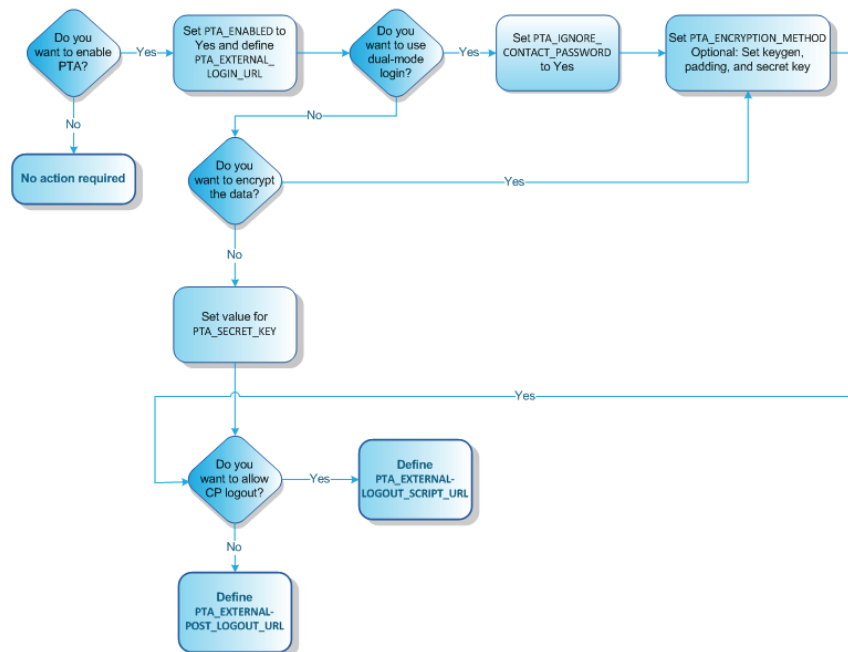 Do you
want to enable
PTA?
Yes
Set PTA_ENABLED to
Yes and define
PTA_EXTERNAL_
LOGIN_URL
Do you
want to use
dual-mode
login?
Yes
Set PTA_IGNORE_
CONTACT_PASSWORD
to Yes
Set PTA_ENCRYPTION_METHOD
Optional: Set keygen,
padding, and secret key
No
No action required
No
Do you
want to encrypt
the data?
Yes
No
Set value for
PTA_SECRET_KEY
Yes
Do you
want to allow
CP logout?
Yes
Define
PTA_EXTERNAL-
LOGOUT_SCRIPT_URL
No
Define
PTA_EXTERNAL-
POST_LOGOUT_URL